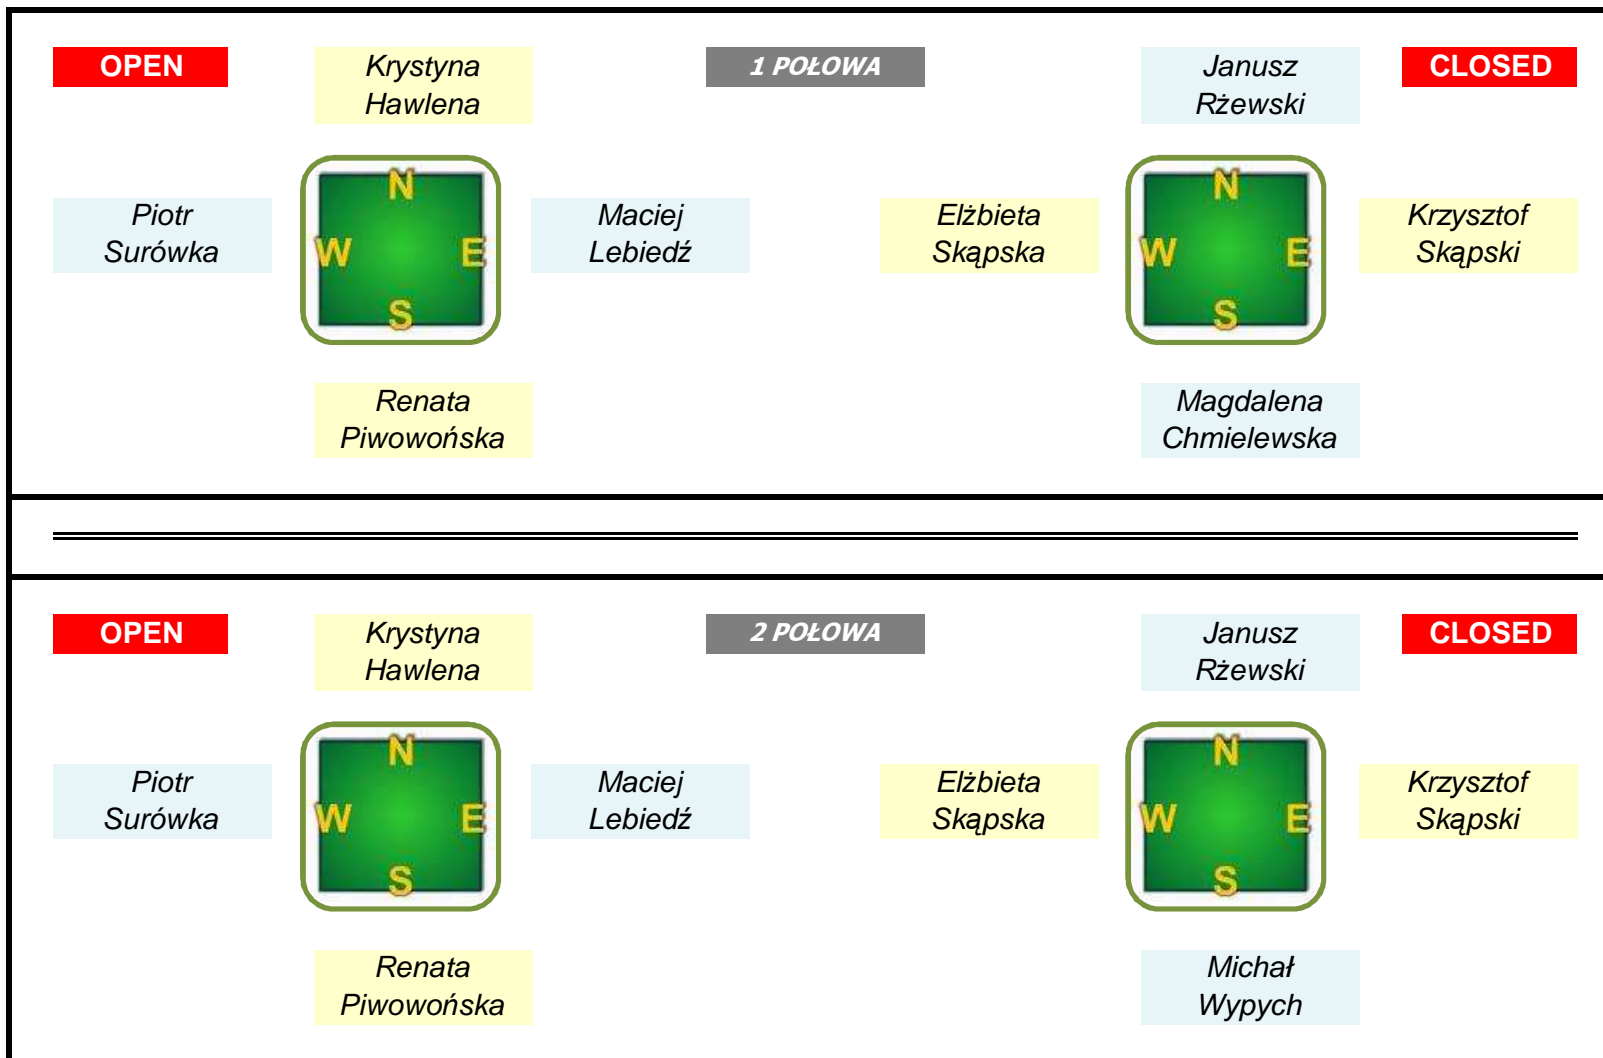 OPEN
Krystyna
Hawlena
1 POŁOWA
Janusz
Rżewski
CLOSED
Piotr
Surówka
N
W E
S
Maciej
Lebiedź
Elżbieta
Skąpska
N
W E
S
Krzysztof
Skąpski
Renata
Piwowońska
Magdalena
Chmielewska
OPEN
Krystyna
Hawlena
2 POŁOWA
Janusz
Rżewski
CLOSED
Piotr
Surówka
N
W E
S
Maciej
Lebiedź
Elżbieta
Skąpska
N
W E
S
Krzysztof
Skąpski
Renata
Piwowońska
Michał
Wypych